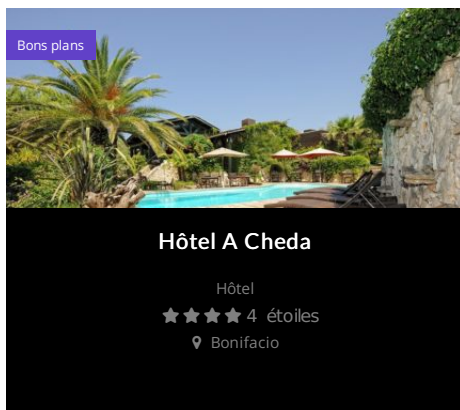 Bons plans
Hôtel A Cheda
Hôtel
4 étoiles
Bonifacio